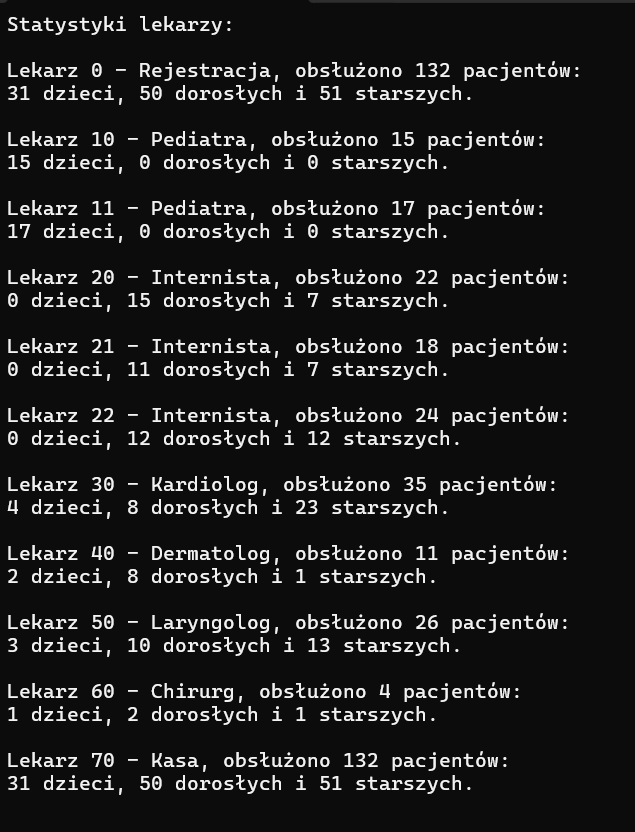 Statystyki lekarzy:
Lekarz 0 - Rejestracja, obsłużono 132 pacjentów:
31 dzieci, 50 dorosłych i 51 starszych.
Lekarz 10 - Pediatra, obsłużono 15 pacjentów:
15 dzieci, 0 dorosłych i 0 starszych.
Lekarz 11 - Pediatra, obsłużono 17 pacjentów:
17 dzieci, 0 dorosłych i 0 starszych.
Lekarz 20 - Internista, obsłużono 22 pacjentów:
0 dzieci, 15 dorosłych i 7 starszych.
Lekarz 21 - Internista, obsłużono 18 pacjentów:
0 dzieci, 11 dorosłych i 7 starszych.
Lekarz 22 - Internista, obsłużono 24 pacjentów:
0 dzieci, 12 dorosłych i 12 starszych.
Lekarz 30 - Kardiolog, obsłużono 35 pacjentów:
4 dzieci, 8 dorosłych i 23 starszych.
Lekarz 40 - Dermatolog, obsłużono 11 pacjentów:
2 dzieci, 8 dorosłych i 1 starszych.
Lekarz 50 - Laryngolog, obsłużono 26 pacjentów:
3 dzieci, 10 dorosłych i 13 starszych.
Lekarz 60 - Chirurg, obsłużono 4 pacjentów:
1 dzieci, 2 dorosłych i 1 starszych.
Lekarz 70 - Kasa, obsłużono 132 pacjentów:
31 dzieci, 50 dorosłych i 51 starszych.